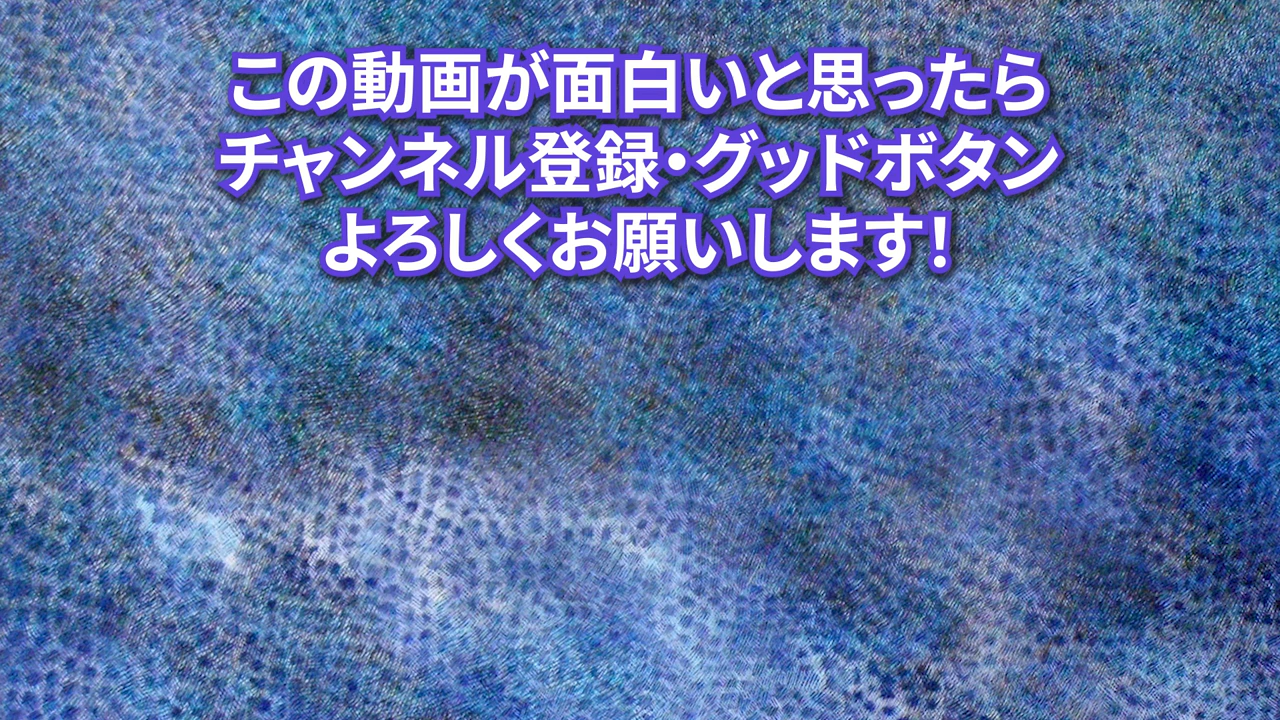 この動画が面白いと思ったら
チャンネル登録・グッドボタン
よろしくお願いします!